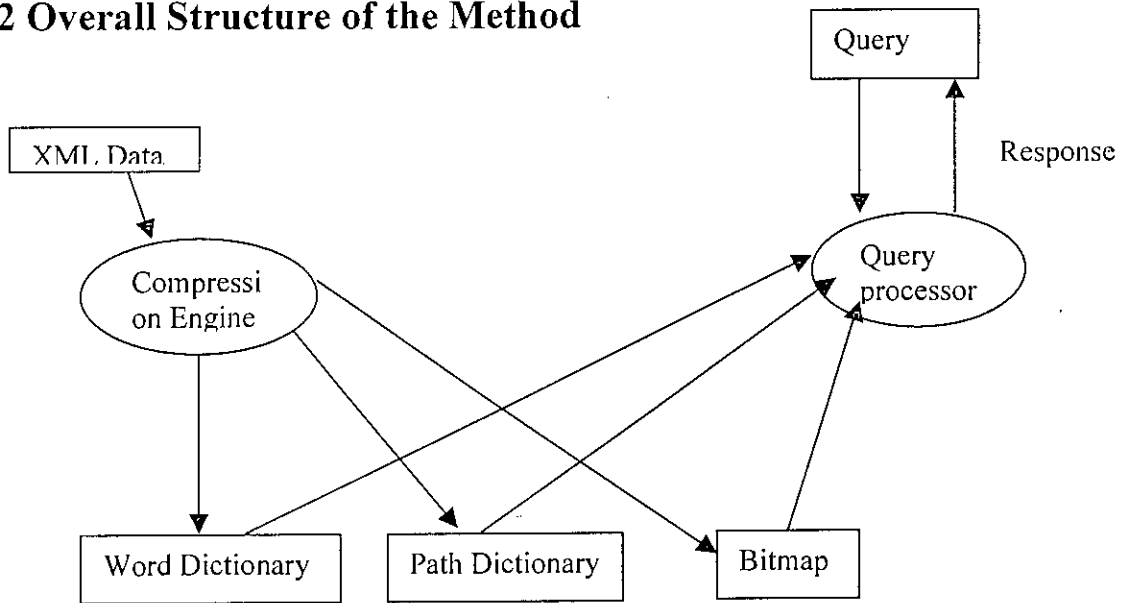 2 Overall Structure of the Method
Query
XML Data
Response
Compressi
on Engine
Query
processor
Word Dictionary
Path Dictionary
Bitmap